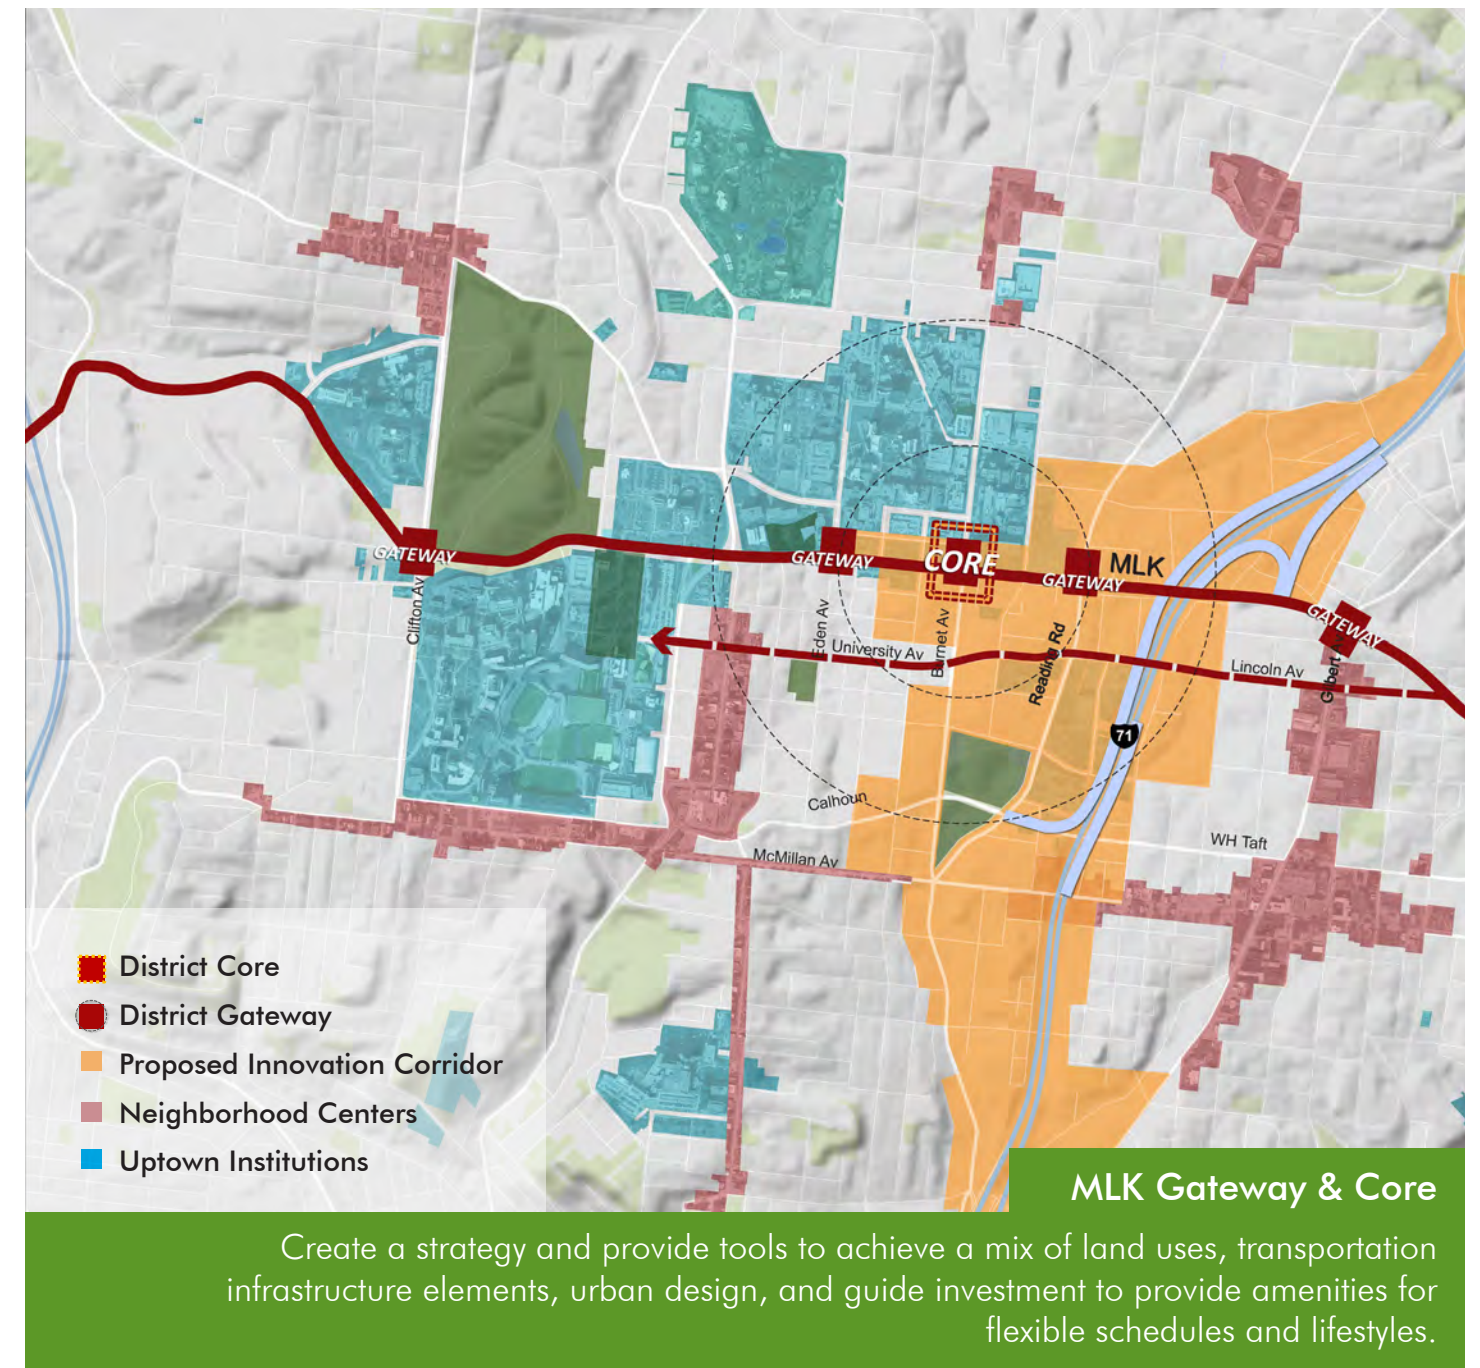 GATEWAY
GATEWAY
CORE
GATEWAY
MLK
GATEWAY
Clifton Av
Eden Av
University Av
Burnet Av
Reading Rd
Lincoln Av
Gilbert Av
71
Calhoun
McMillan Av
WH Taft
District Core
District Gateway
Proposed Innovation Corridor
Neighborhood Centers
Uptown Institutions
MLK Gateway & Core
Create a strategy and provide tools to achieve a mix of land uses, transportation
infrastructure elements, urban design, and guide investment to provide amenities for
flexible schedules and lifestyles.